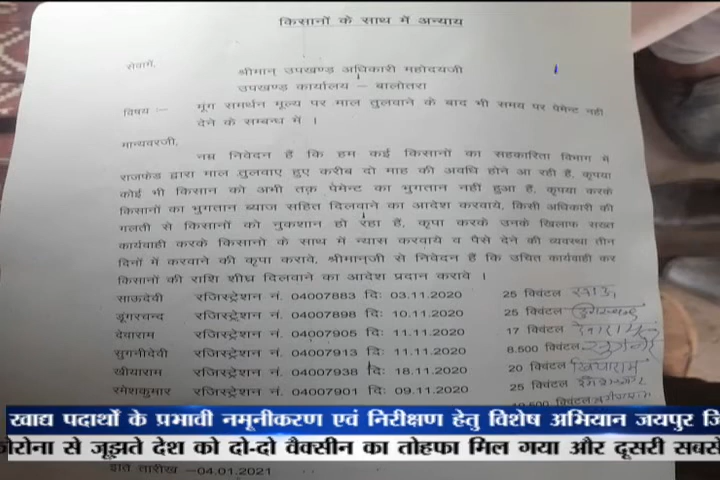 किसानों के साथ में अन्याय
सेवामें,
श्रीमान् उपखण्ड अधिकारी महोदयजी
उपखण्ड कार्यालय – बालोतरा
विषय :– मूंग समर्थन मूल्य पर माल तुलवाने के बाद भी समय पर पेमेन्ट नही
देने के सम्बन्ध में ।
मान्यवरजी,
नम्र निवेदन हैं कि हम कई किसानों का सहकारिता विभाग में
राजफंड द्वारा माल तुलवाए हुए करीब दो माह की अवधि होने आ रही है, कृपया
कोई भी किसान को अभी तक़ पेमेन्ट का भुगतान नहीं हुआ है, कृपया करके
किसानों का भुगतान ब्याज सहित दिलवाने का आदेश करवाये, किसी अधिकारी की
गलती से किसानों को नुकशान हो रहा हैं, कृपा करके उनके खिलाफ सख्त
कार्यवाही करके किसानो के साथ में न्यास करवाये व पैसे देने की व्यवस्था तीन
दिनों में करवाने की कृपा करावे, श्रीमान्जी से निवेदन हैं कि उचित कार्यवाही कर
किसानों की राशि शीघ्र दिलवाने का आदेश प्रदान करावे ।
साऊदेवी रजिस्ट्रेशन नं. 04007883 दिः 03.11.2020 25 क्विंटल
डूंगरचन्द रजिस्ट्रेशन नं. 04007898 दिः 10.11.2020 25 क्विंटल
देवाराम रजिस्ट्रेशन नं. 04007905 दिः 11.11.2020 17 क्विंटल
सुगनीदेवी रजिस्ट्रेशन नं. 04007913 दिः 11.11.2020 8.500 क्विंटल
खीयाराम रजिस्ट्रेशन नं. 04007938 दिः 18.11.2020 20 क्विंटल खियाराम
रमेशकुमार रजिस्ट्रेशन नं. 04007901 दिः 09.11.2020 25 क्विंटल
खाद्य पदार्थो के प्रभावी नमूनीकरण एवं निरीक्षण हेतु विशेष अभियान जयपुर जि
कोरोना से जूझते देश को दो-दो वैक्सीन का तोहफा मिल गया और दूसरी सबसे
तारीख –04.01.2021